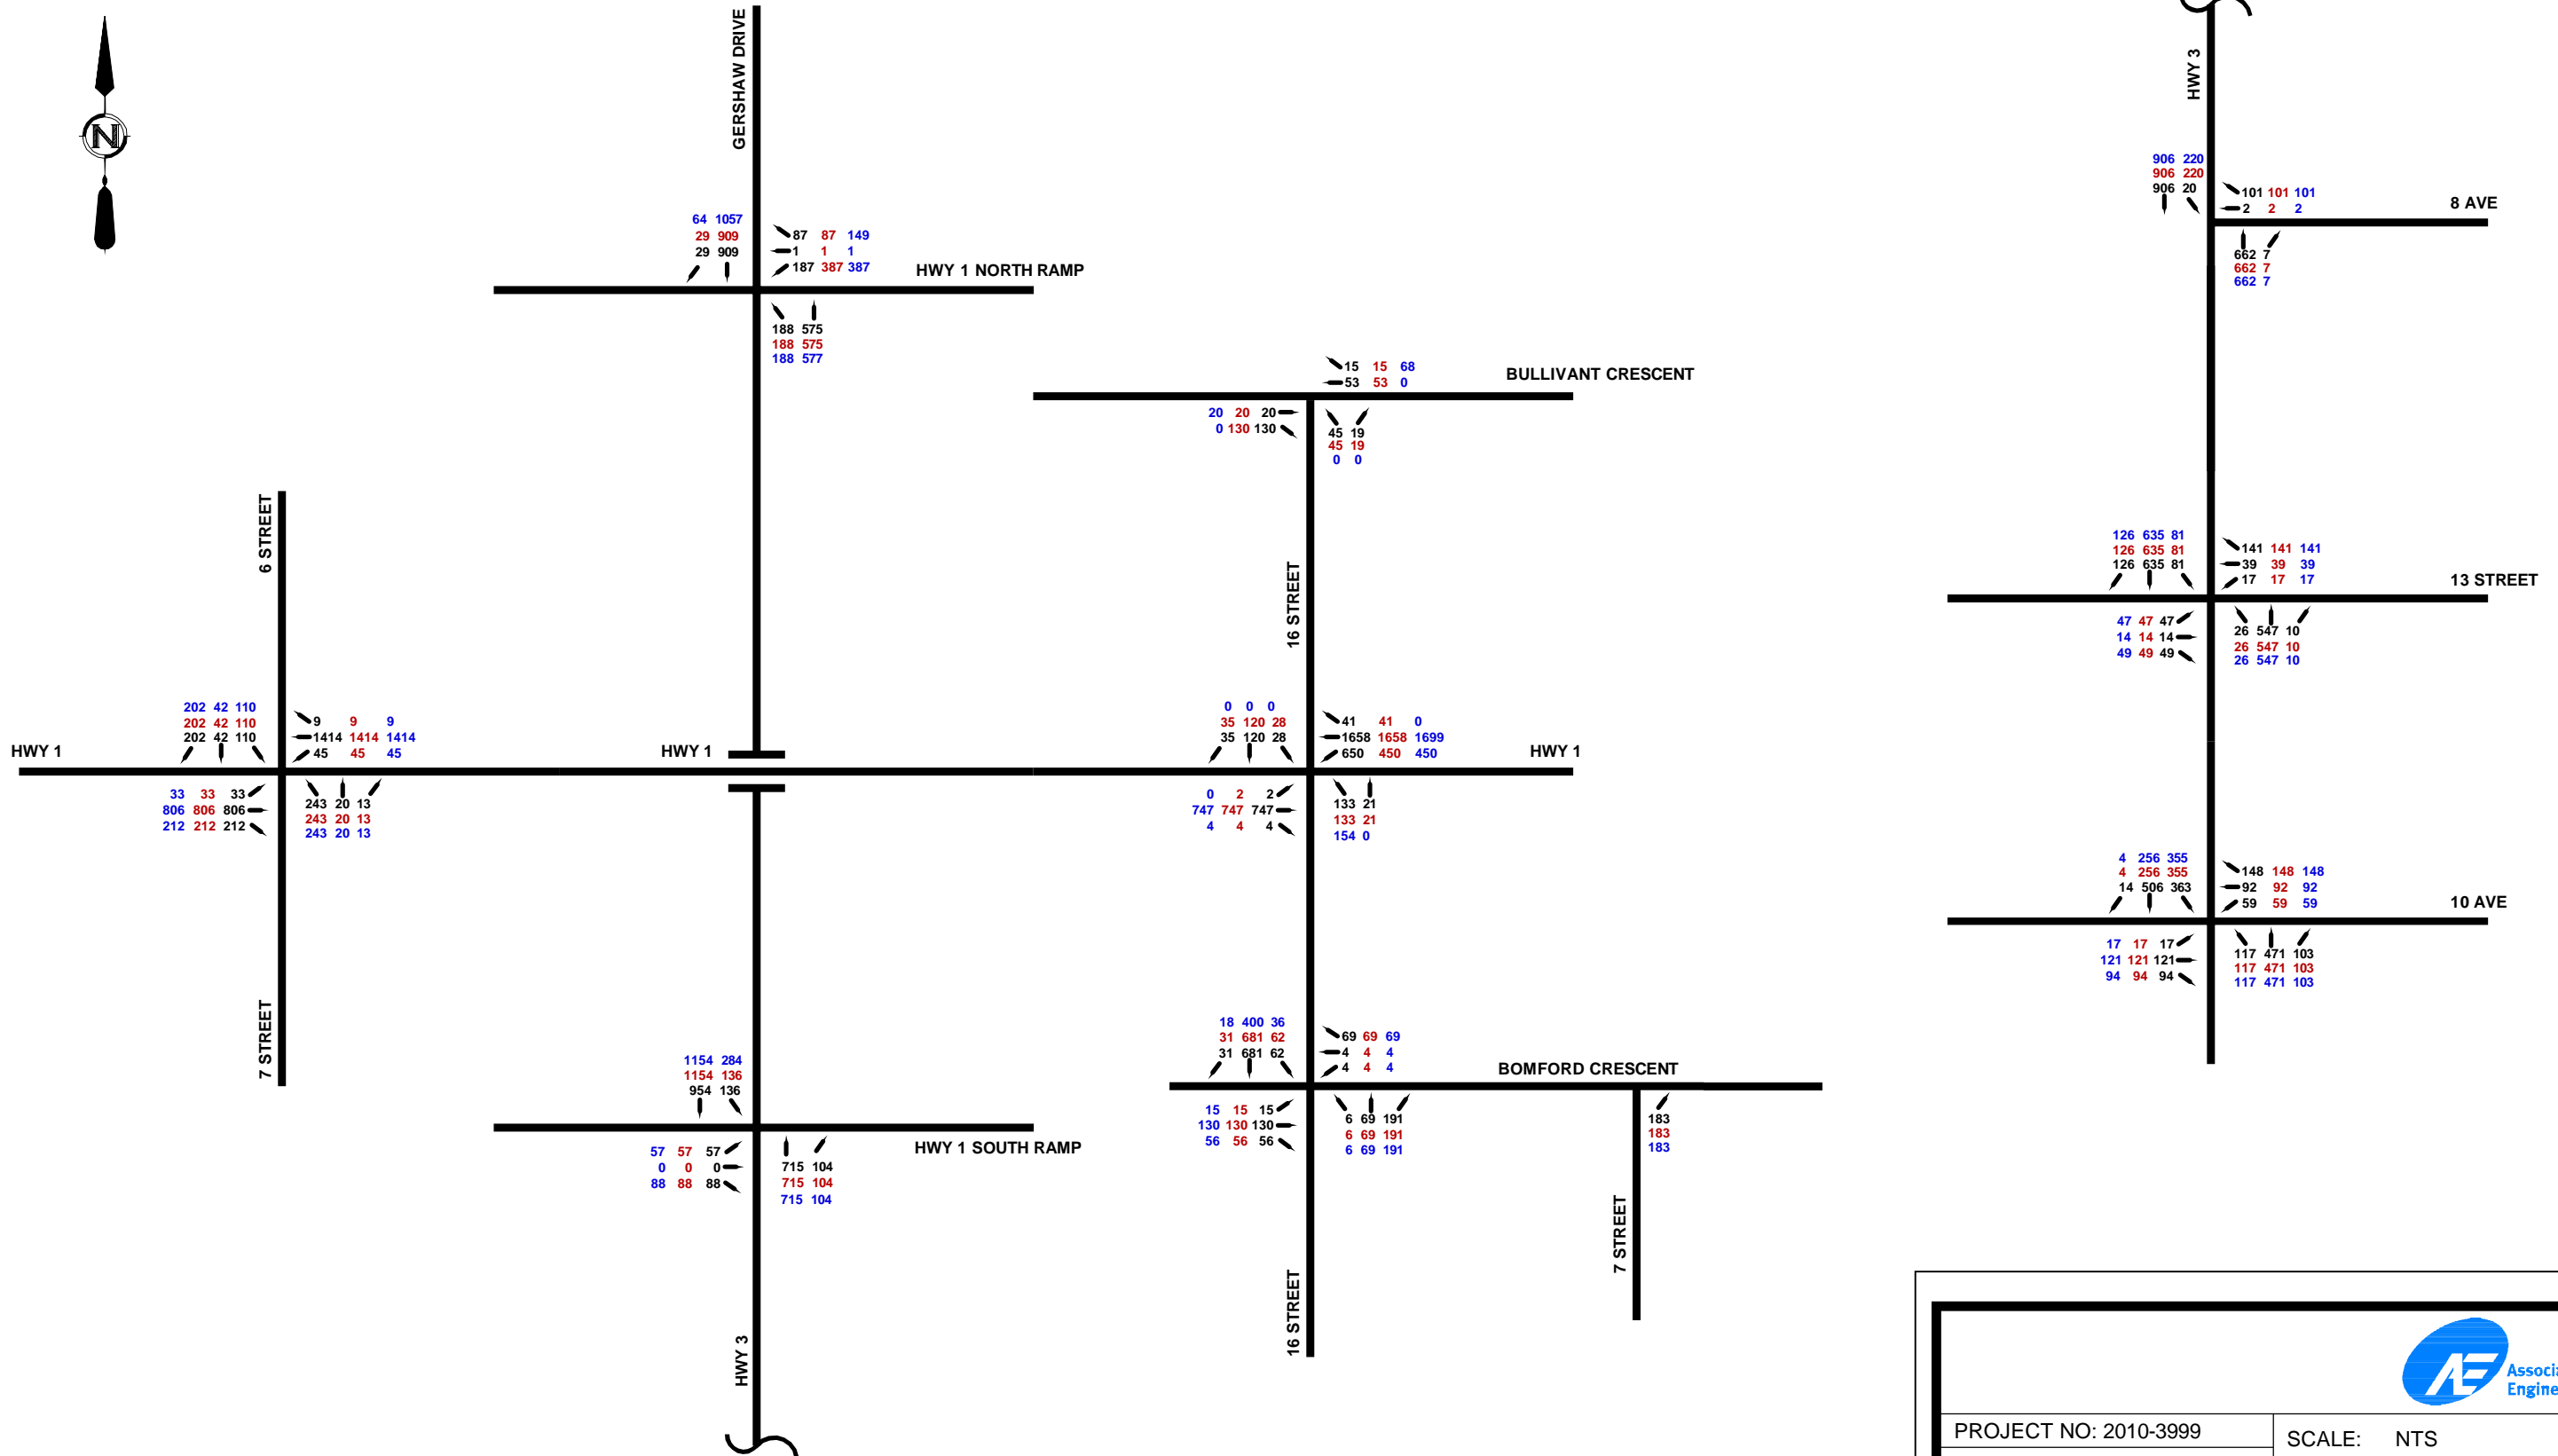 N
GERSHAW DRIVE
64 1057
29 909
29 909
87 87 149
1 1 1
187 387 387
HWY 1 NORTH RAMP
188 575
188 575
188 577
15 15 68
53 53 0
BULLIVANT CRESCENT
20 20 20
0 130 130
45 19
45 19
0 0
6 STREET
16 STREET
202 42 110
202 42 110
202 42 110
9 9 9
1414 1414 1414
45 45 45
HWY 1
HWY 1
33 33 33
806 806 806
212 212 212
243 20 13
243 20 13
243 20 13
7 STREET
0 0 0
35 120 28
35 120 28
41 41 0
1658 1658 1699
650 450 450
HWY 1
0 2 2
747 747 747
4 4 4
133 21
133 21
154 0
1154 284
1154 136
954 136
HWY 1 SOUTH RAMP
57 57 57
0 0 0
88 88 88
715 104
715 104
715 104
HWY 3
18 400 36
31 681 62
31 681 62
69 69 69
4 4 4
4 4 4
BOMFORD CRESCENT
15 15 15
130 130 130
56 56 56
6 69 191
6 69 191
6 69 191
183
183
183
7 STREET
16 STREET
HWY 3
906 220
906 220
906 20
101 101 101
2 2 2
8 AVE
662 7
662 7
662 7
126 635 81
126 635 81
126 635 81
141 141 141
39 39 39
17 17 17
13 STREET
47 47 47
14 14 14
49 49 49
26 547 10
26 547 10
26 547 10
4 256 355
4 256 355
14 506 363
148 148 148
92 92 92
59 59 59
10 AVE
17 17 17
121 121 121
94 94 94
117 471 103
117 471 103
117 471 103
AE
Associ
Engine
PROJECT NO: 2010-3999
SCALE: NTS